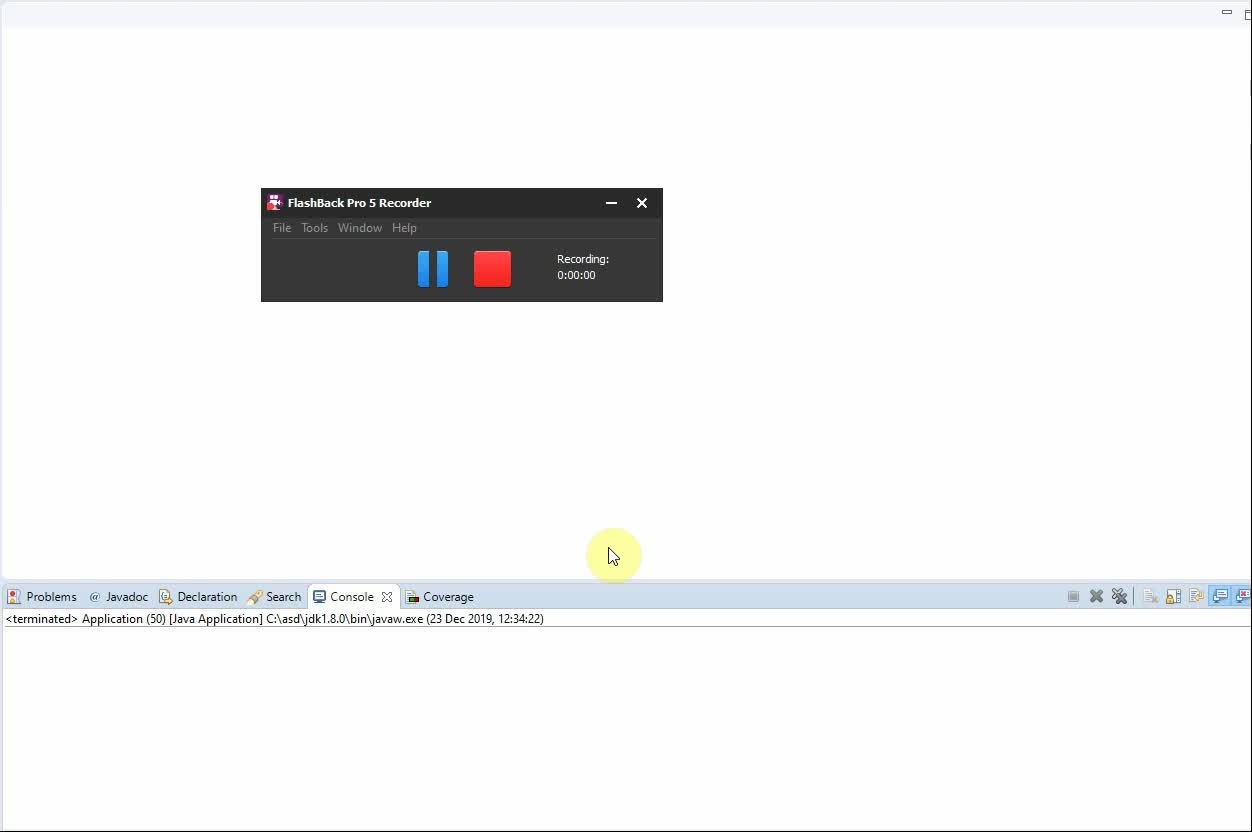 FlashBack Pro 5 Recorder
File Tools Window Help
Recording:
0:00:00
Problems @ Javadoc Declaration Search Console Coverage
<terminated> Application (50) [Java Application] C:\asd\jdk1.8.0\bin\javaw.exe (23 Dec 2019, 12:34:22)